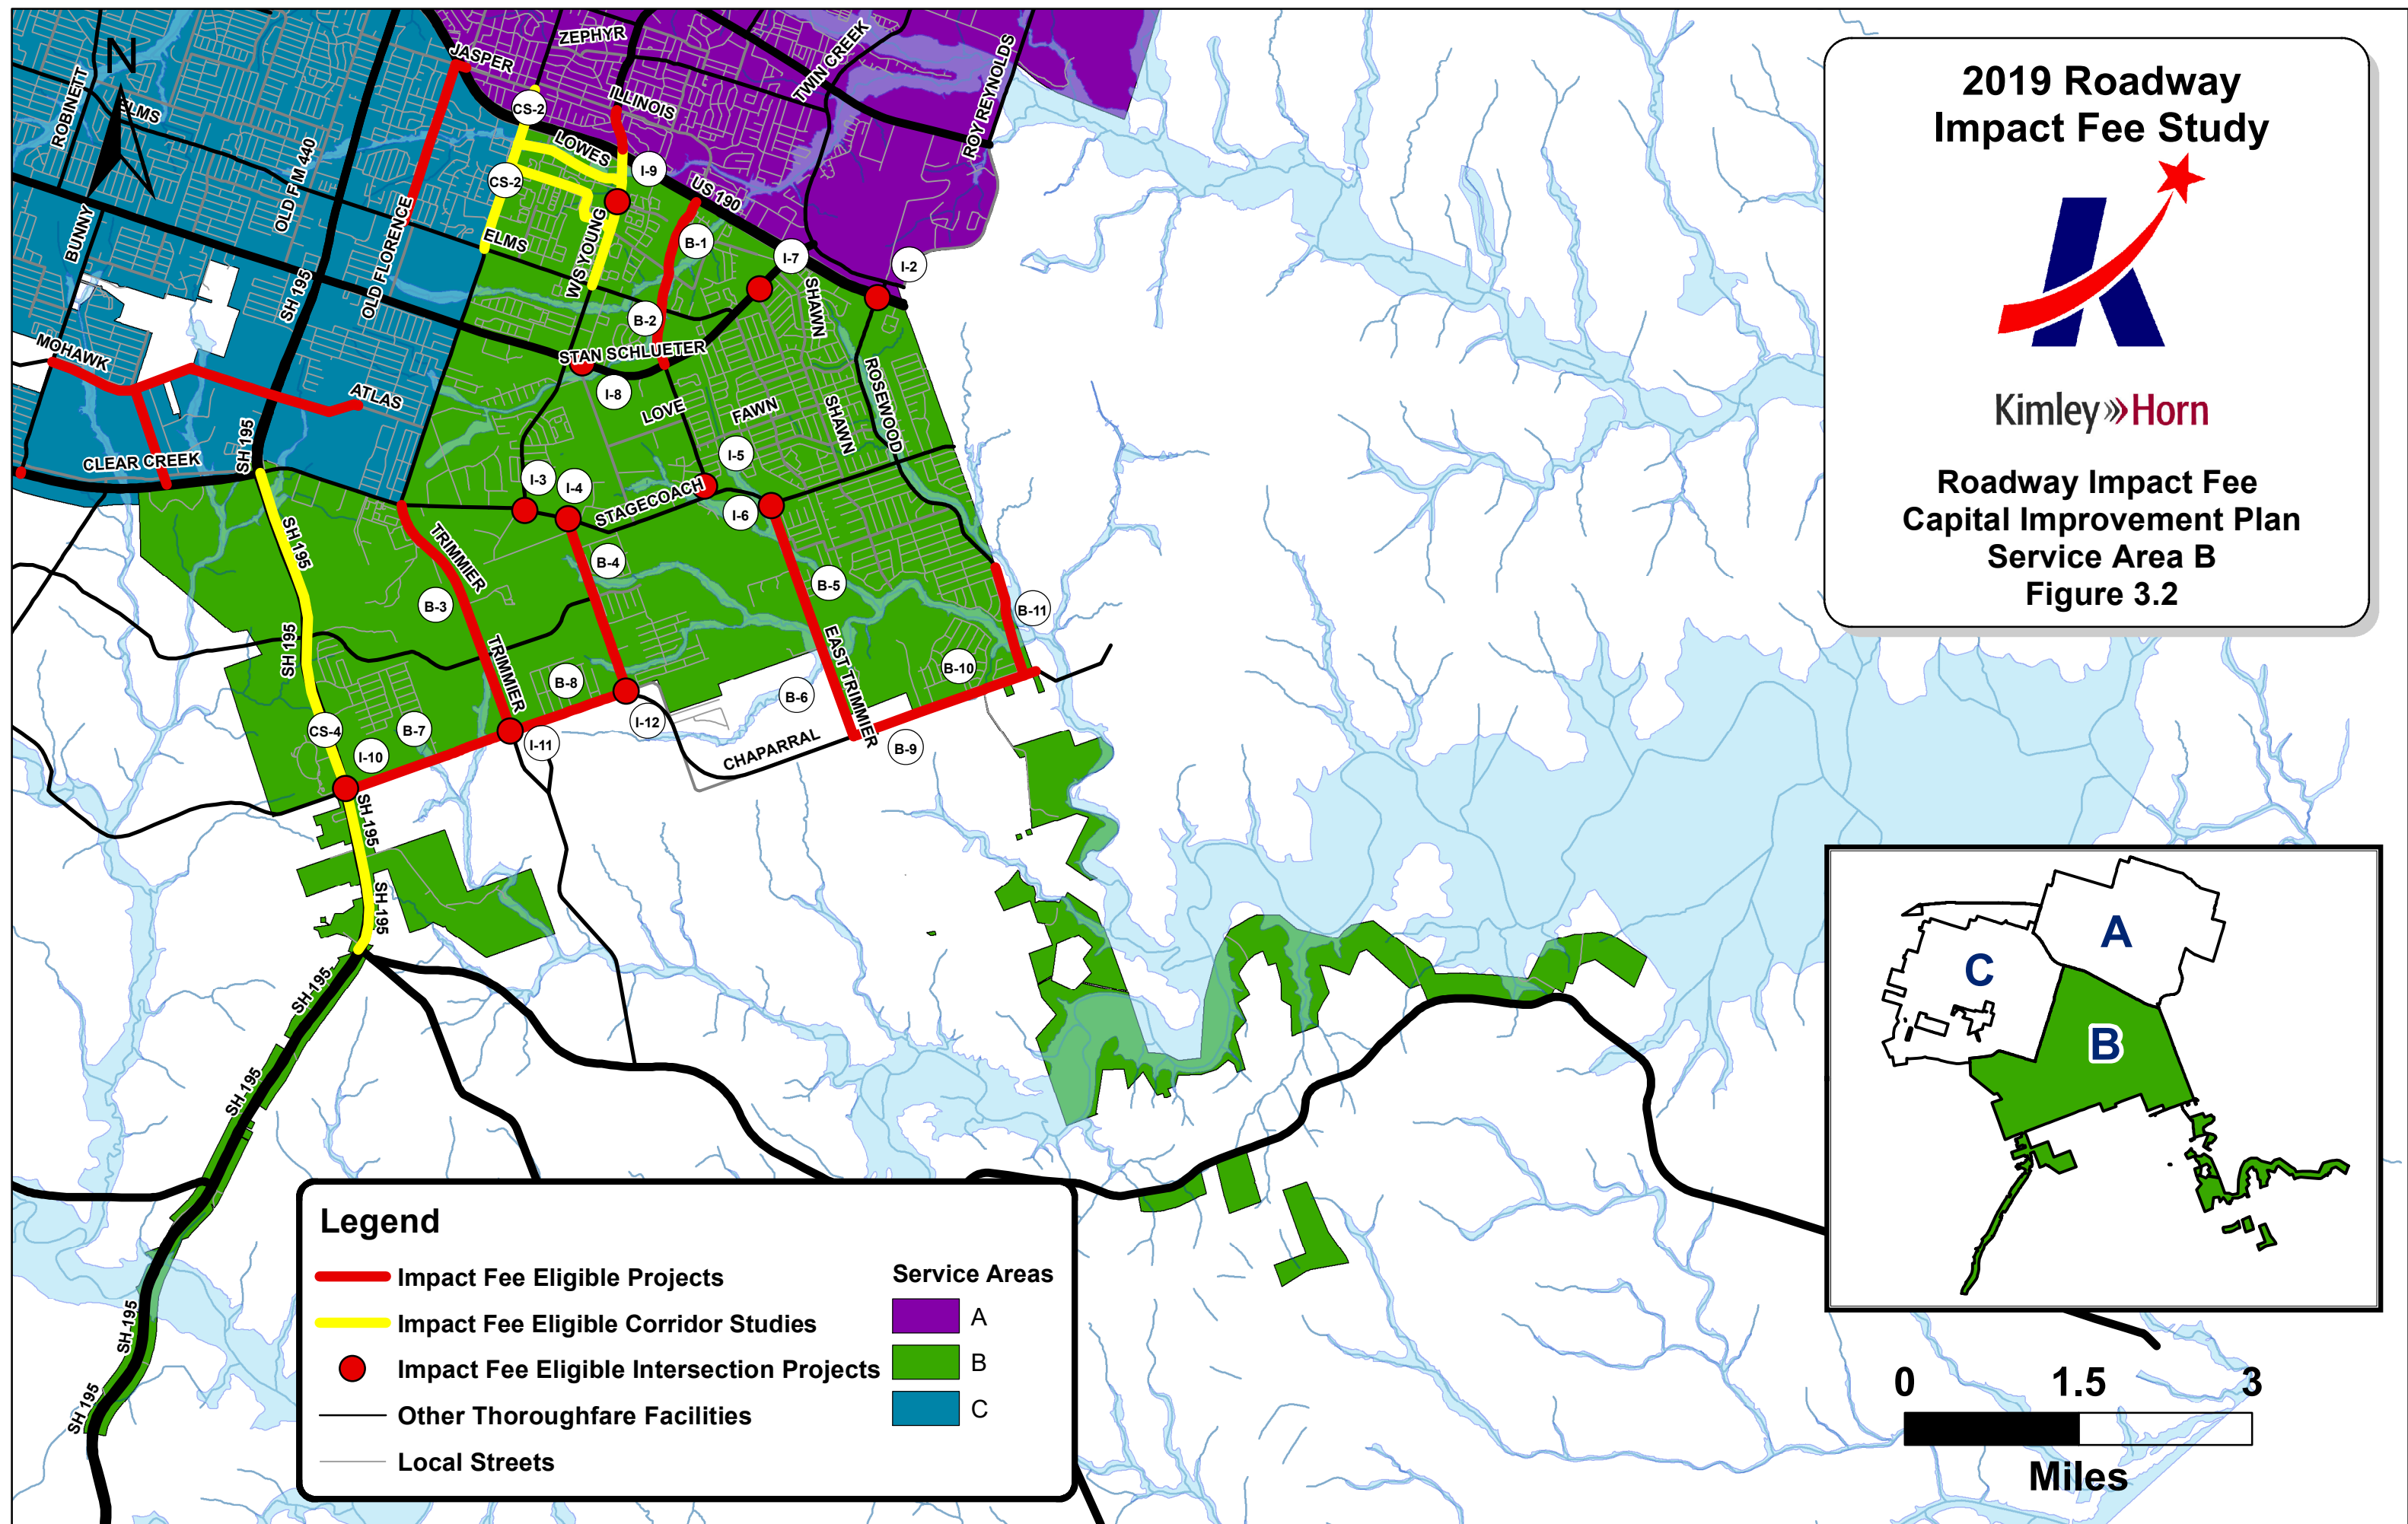 2019 Roadway
Impact Fee Study
Kimley»Horn
Roadway Impact Fee
Capital Improvement Plan
Service Area B
Figure 3.2
N
ROBINETT
ELMS
BUNNY
OLD FM 440
SH 195
OLD FLORENCE
JASPER
ZEPHYR
ILLINOIS
TWIN CREEK
ROY REYNOLDS
CS-2
LOWES
CS-2
I-9
US 190
ELMS
WS YOUNG
B-1
I-7
I-2
SHAWN
B-2
STAN SCHLUETER
I-8
LOVE
FAWN
SHAWN
ROSEWOOD
MOHAWK
ATLAS
SH 195
CLEAR CREEK
I-3
I-4
I-5
STAGECOACH
I-6
SH 195
TRIMMIER
B-4
B-5
B-3
B-11
SH 195
TRIMMIER
EAST TRIMMIER
B-8
B-10
B-6
CS-4
B-7
I-12
I-11
I-10
CHAPARRAL
B-9
SH 195
SH 195
SH 195
SH 195
SH 195
SH 195
A
C
B
Legend
Impact Fee Eligible Projects
Impact Fee Eligible Corridor Studies
Impact Fee Eligible Intersection Projects
Other Thoroughfare Facilities
Local Streets
Service Areas
A
B
C
0 1.5 3
Miles